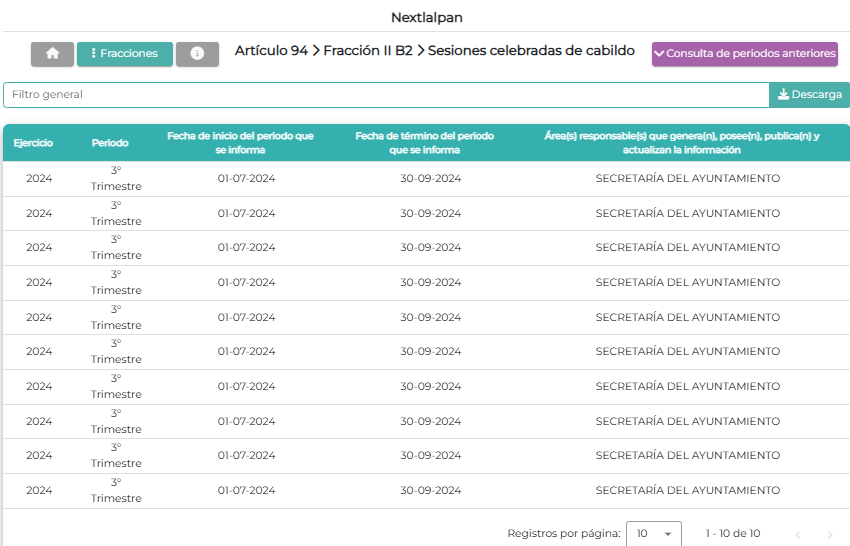 Nextlalpan
Fracciones
Artículo 94 > Fracción II B2 > Sesiones celebradas de cabildo
Consulta de periodos anteriores
Filtro general
Descarga
Ejercicio Periodo Fecha de inicio del periodo que se informa Fecha de término del periodo que se informa Área(s) responsable(s) que genera(n), posee(n), publica(n) y actualizan la información
2024 3° Trimestre 01-07-2024 30-09-2024 SECRETARÍA DEL AYUNTAMIENTO
2024 3° Trimestre 01-07-2024 30-09-2024 SECRETARÍA DEL AYUNTAMIENTO
2024 3° Trimestre 01-07-2024 30-09-2024 SECRETARÍA DEL AYUNTAMIENTO
2024 3° Trimestre 01-07-2024 30-09-2024 SECRETARÍA DEL AYUNTAMIENTO
2024 3° Trimestre 01-07-2024 30-09-2024 SECRETARÍA DEL AYUNTAMIENTO
2024 3° Trimestre 01-07-2024 30-09-2024 SECRETARÍA DEL AYUNTAMIENTO
2024 3° Trimestre 01-07-2024 30-09-2024 SECRETARÍA DEL AYUNTAMIENTO
2024 3° Trimestre 01-07-2024 30-09-2024 SECRETARÍA DEL AYUNTAMIENTO
2024 3° Trimestre 01-07-2024 30-09-2024 SECRETARÍA DEL AYUNTAMIENTO
2024 3° Trimestre 01-07-2024 30-09-2024 SECRETARÍA DEL AYUNTAMIENTO
Registros por página: 10 1 - 10 de 10